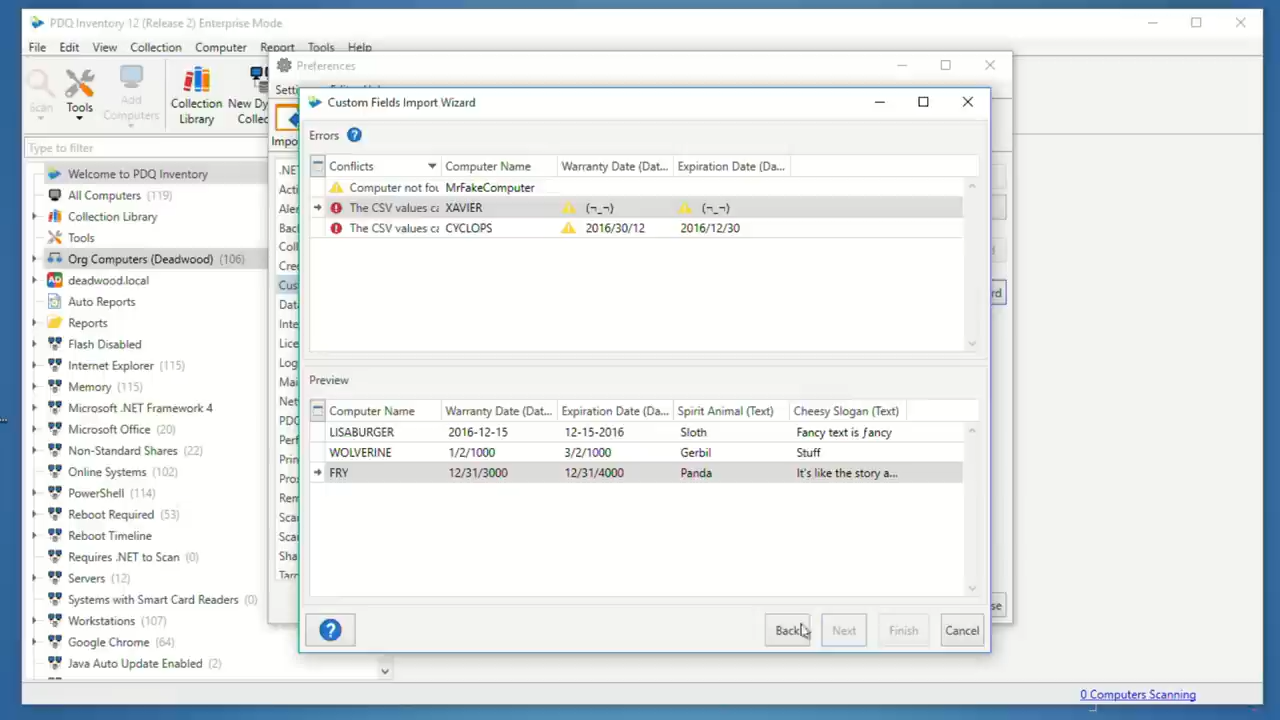 PDQ Inventory 12 (Release 2) Enterprise Mode
File Edit View Collection Computer Report Tools Help
Preferences
Custom Fields Import Wizard
Scan
Tools
Add Computers
Collection Library
Type to filter
Welcome to PDQ Inventory
All Computers (119)
Collection Library
Tools
Org Computers (Deadwood) (106)
deadwood.local
Auto Reports
Reports
Flash Disabled
Internet Explorer (115)
Memory (115)
Microsoft .NET Framework 4
Microsoft Office (20)
Non-Standard Shares (22)
Online Systems (102)
PowerShell (114)
Reboot Required (53)
Reboot Timeline
Requires .NET to Scan (0)
Servers (12)
Systems with Smart Card Readers (0)
Workstations (107)
Google Chrome (64)
Java Auto Update Enabled (2)
Errors
Conflicts Computer Name Warranty Date (Dat... Expiration Date (Da...
Computer not fou MrFakeComputer
The CSV values ca XAVIER (¬_¬) (¬_¬)
The CSV values ca CYCLOPS 2016/30/12 2016/12/30
Preview
Computer Name Warranty Date (Dat... Expiration Date (Da... Spirit Animal (Text) Cheesy Slogan (Text)
LISABURGER 2016-12-15 12-15-2016 Sloth Fancy text is ƒancy
WOLVERINE 1/2/1000 3/2/1000 Gerbil Stuff
FRY 12/31/3000 12/31/4000 Panda It's like the story a...
Back Next Finish Cancel
0 Computers Scanning